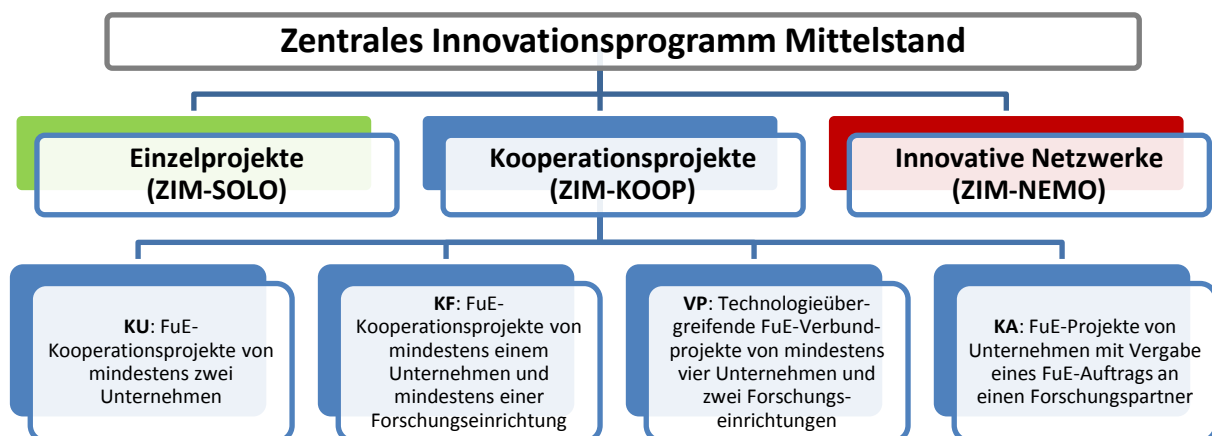 Zentrales Innovationsprogramm Mittelstand
Einzelprojekte
(ZIM-SOLO)
Kooperationsprojekte
(ZIM-KOOP)
Innovative Netzwerke
(ZIM-NEMO)
KU: FuE-
Kooperationsprojekte von
mindestens zwei
Unternehmen
KF: FuE-
Kooperationsprojekte von
mindestens einem
Unternehmen und
mindestens einer
Forschungseinrichtung
VP: Technologieüber-
greifende FuE-Verbund-
projekte von mindestens
vier Unternehmen und
zwei Forschungs-
einrichtungen
KA: FuE-Projekte von
Unternehmen mit Vergabe
eines FuE-Auftrags an
einen Forschungspartner